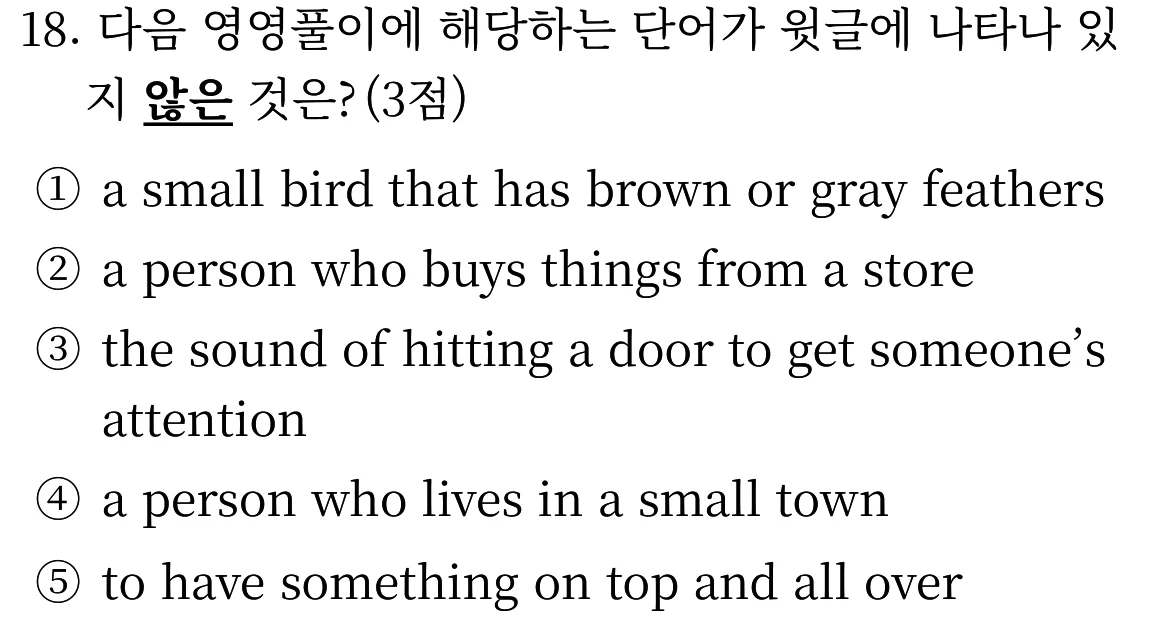 18. 다음 영영풀이에 해당하는 단어가 윗글에 나타나 있
지 않은 것은? (3점)
① a small bird that has brown or gray feathers
② a person who buys things from a store
③ the sound of hitting a door to get someone’s
attention
④ a person who lives in a small town
⑤ to have something on top and all over